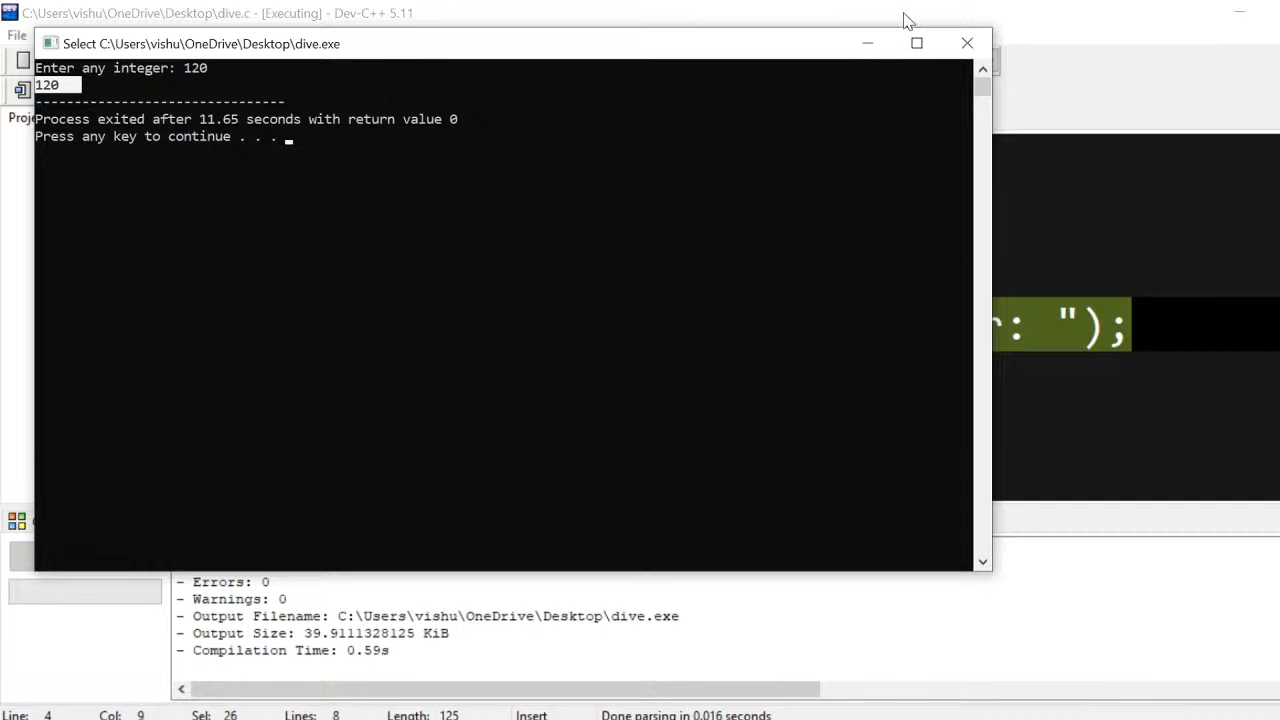 C:\Users\vishu\OneDrive\Desktop\dive.c - [Executing] - Dev-C++ 5.11
File
Select C:\Users\vishu\OneDrive\Desktop\dive.exe
Enter any integer: 120
120
--------------------------------
Process exited after 11.65 seconds with return value 0
Press any key to continue . . .
Proje
: ");
- Errors: 0
- Warnings: 0
- Output Filename: C:\Users\vishu\OneDrive\Desktop\dive.exe
- Output Size: 39.9111328125 KiB
- Compilation Time: 0.59s
Line: 4 Col: 9 Sel: 26 Lines: 8 Length: 125 Insert Done parsing in 0.016 seconds